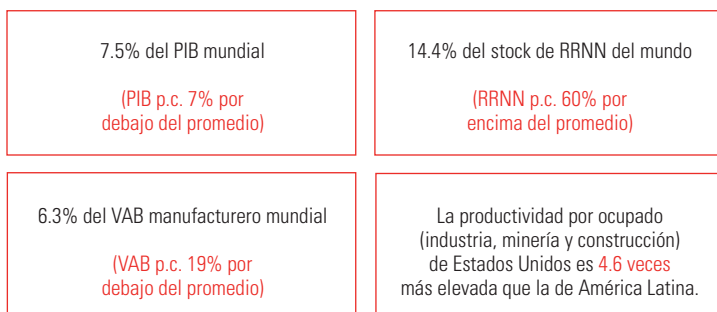 7.5% del PIB mundial
(PIB p.c. 7% por
debajo del promedio)
14.4% del stock de RRNN del mundo
(RRNN p.c. 60% por
encima del promedio)
6.3% del VAB manufacturero mundial
(VAB p.c. 19% por
debajo del promedio)
La productividad por ocupado
(industria, minería y construcción)
de Estados Unidos es 4.6 veces
más elevada que la de América Latina.